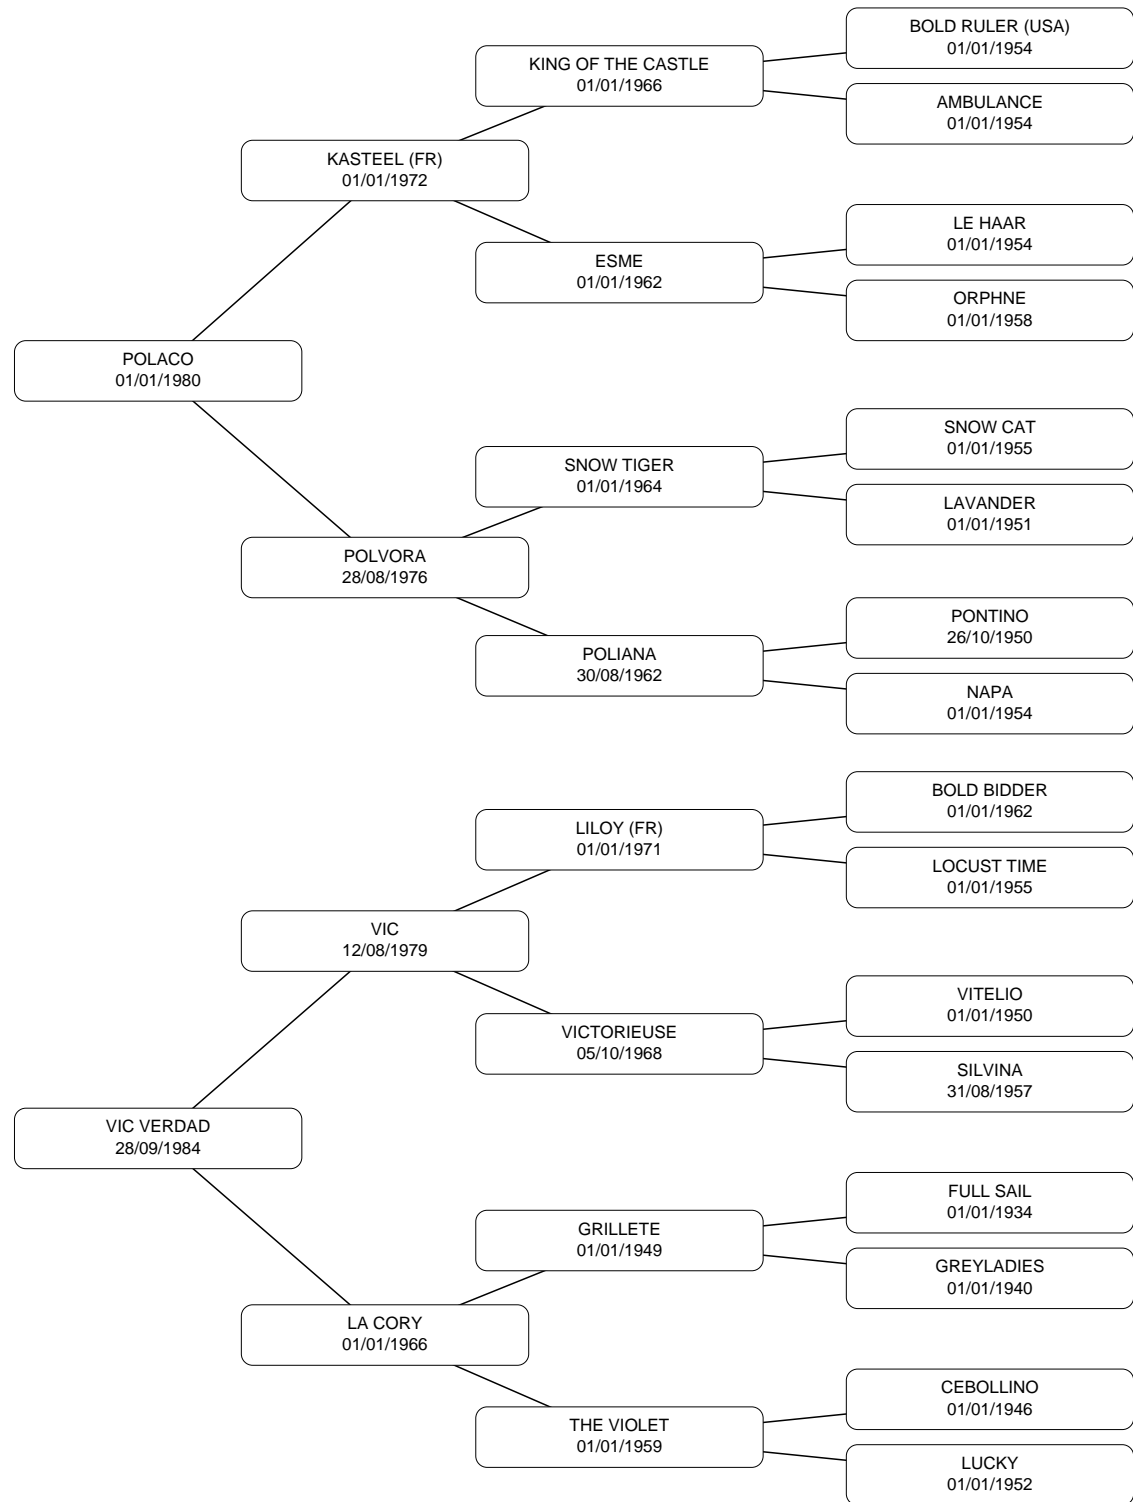 BOLD RULER (USA)
01/01/1954
KING OF THE CASTLE
01/01/1966
AMBULANCE
01/01/1954
KASTEEL (FR)
01/01/1972
LE HAAR
01/01/1954
ESME
01/01/1962
ORPHNE
01/01/1958
POLACO
01/01/1980
SNOW CAT
01/01/1955
SNOW TIGER
01/01/1964
LAVANDER
01/01/1951
POLVORA
28/08/1976
PONTINO
26/10/1950
POLIANA
30/08/1962
NAPA
01/01/1954
BOLD BIDDER
01/01/1962
LILOY (FR)
01/01/1971
LOCUST TIME
01/01/1955
VIC
12/08/1979
VITELIO
01/01/1950
VICTORIEUSE
05/10/1968
SILVINA
31/08/1957
VIC VERDAD
28/09/1984
FULL SAIL
01/01/1934
GRILLETE
01/01/1949
GREYLADIES
01/01/1940
LA CORY
01/01/1966
CEBOLLINO
01/01/1946
THE VIOLET
01/01/1959
LUCKY
01/01/1952